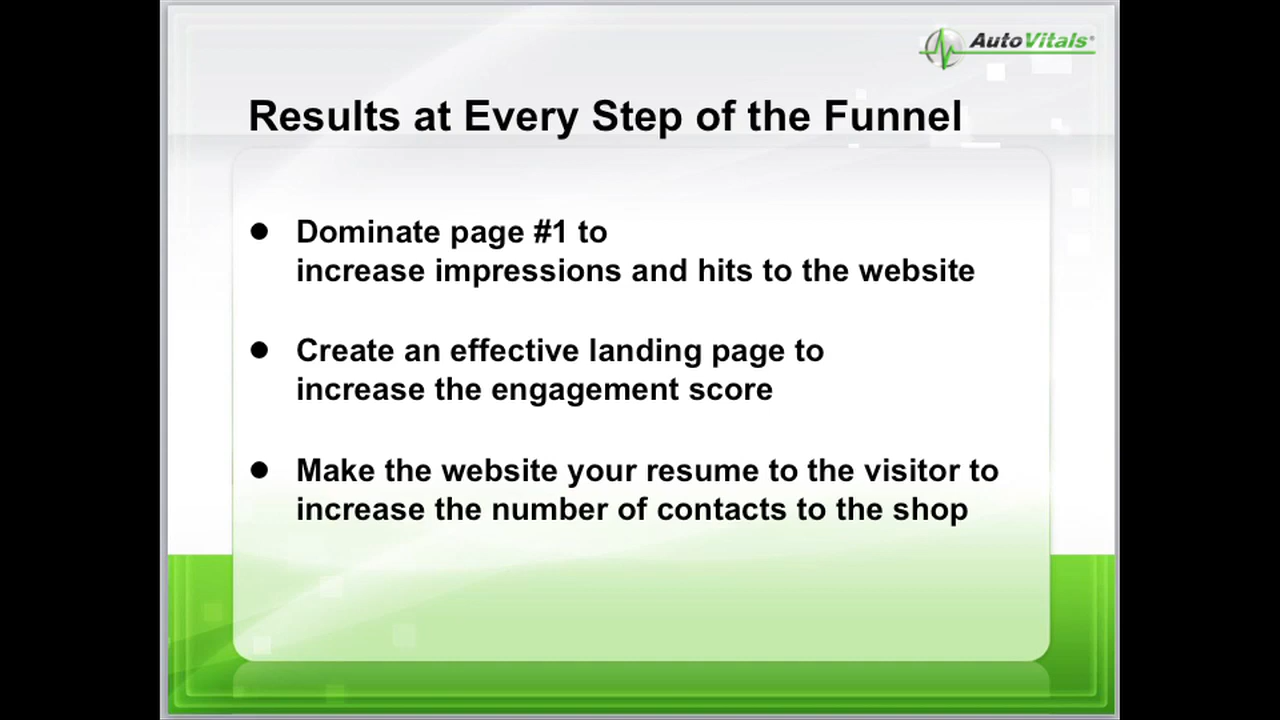 AutoVitals®
Results at Every Step of the Funnel
● Dominate page #1 to
increase impressions and hits to the website
● Create an effective landing page to
increase the engagement score
● Make the website your resume to the visitor to
increase the number of contacts to the shop